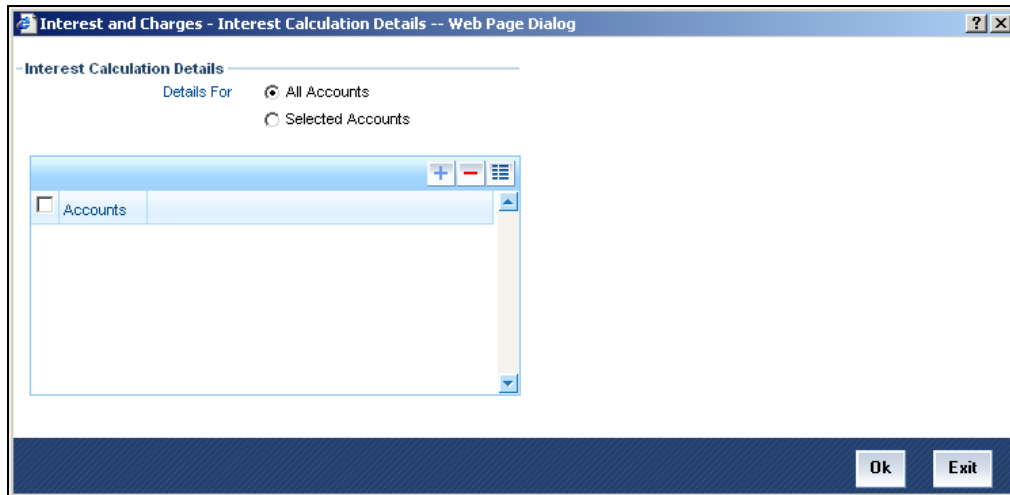 Interest and Charges - Interest Calculation Details -- Web Page Dialog
Interest Calculation Details
Details For All Accounts
Selected Accounts
Accounts
Ok Exit